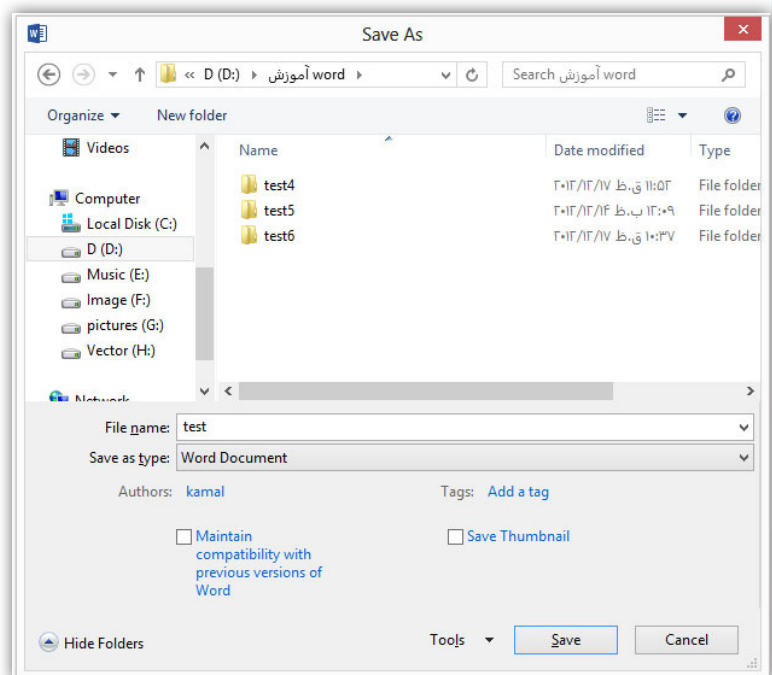 Save As
« D (D:) ▸ آموزش word ▸
Search آموزش word
Organize ▾ New folder
Videos
Computer
Local Disk (C:)
D (D:)
Music (E:)
Image (F:)
pictures (G:)
Vector (H:)
Network
Name Date modified Type
test4 ۲۰۱۲/۱۲/۱۷ ق.ظ ۱۱:۵۲ File folder
test5 ۲۰۱۲/۱۲/۱۴ ب.ظ ۱۲:۰۹ File folder
test6 ۲۰۱۲/۱۲/۱۷ ق.ظ ۱۰:۳۷ File folder
File name: test
Save as type: Word Document
Authors: kamal Tags: Add a tag
Maintain
compatibility with
previous versions of
Word
Save Thumbnail
Hide Folders Tools ▾ Save Cancel